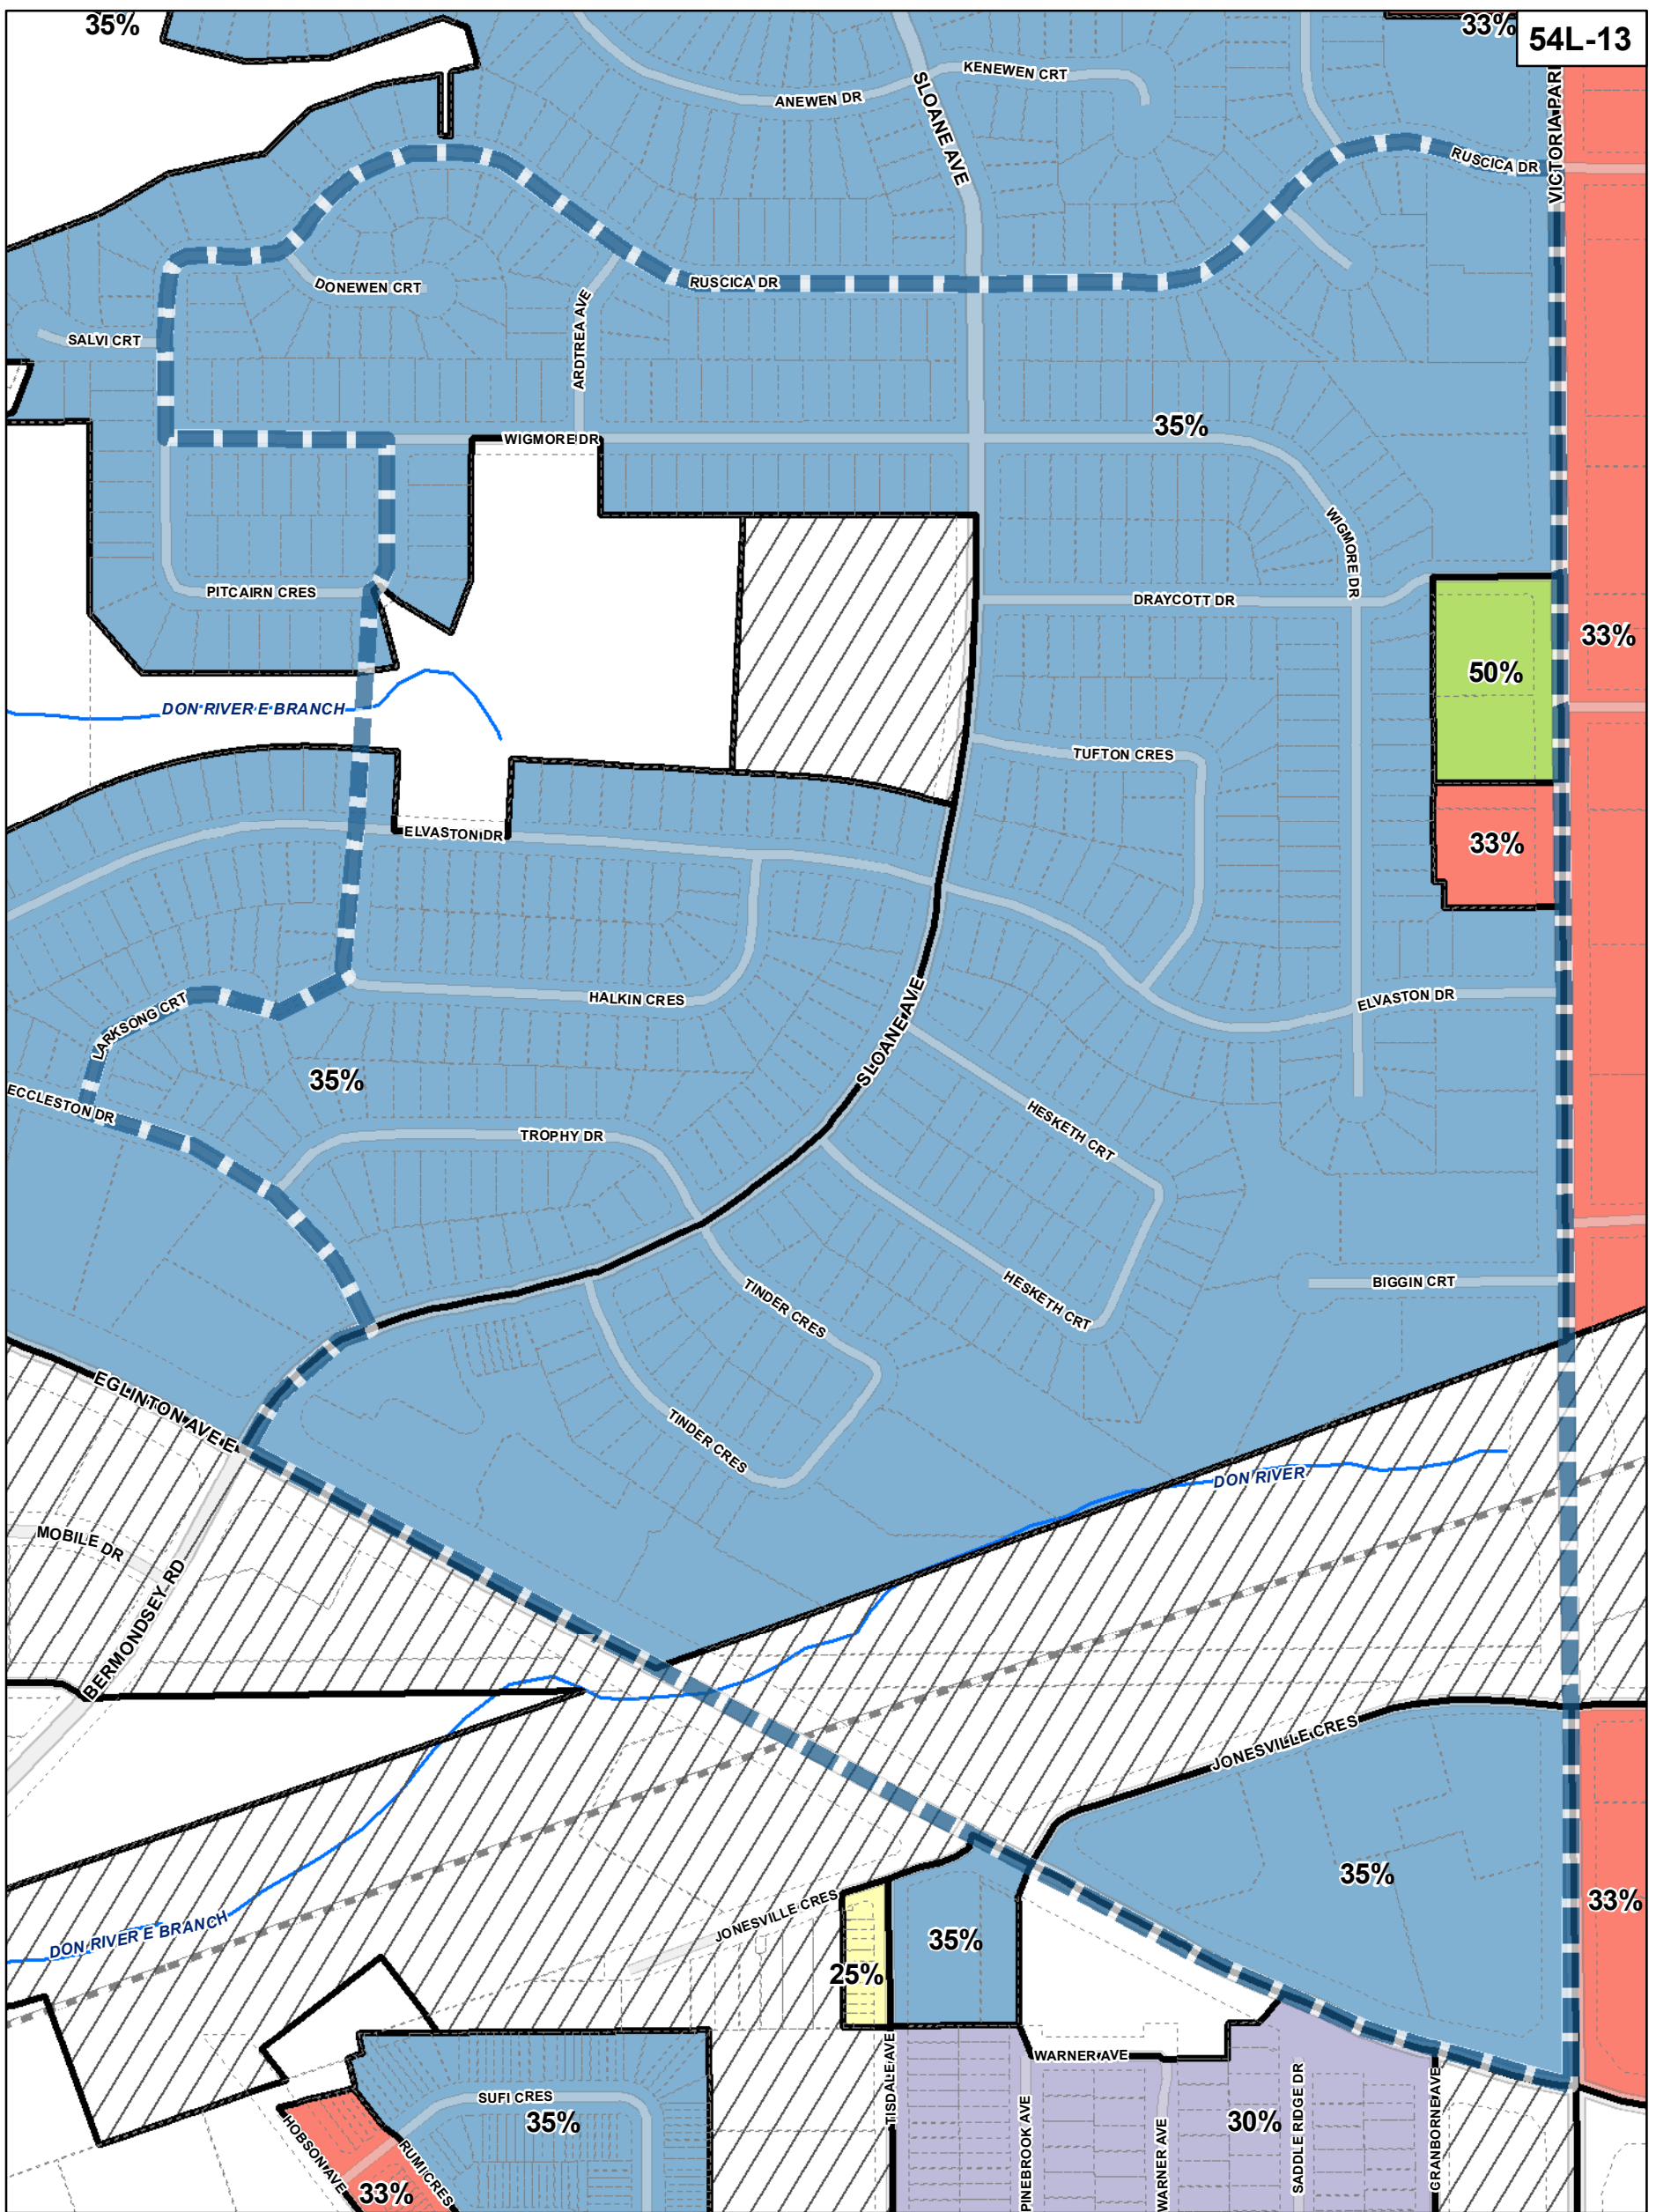 35%
33%
54L-13
KENEWEN CRT
ANEWEN DR
SLOANE AVE
VICTORIA PARK
RUSCICA DR
DONEWEN CRT
RUSCICA DR
ARDTREA AVE
SALVI CRT
35%
WIGMORE DR
WIGMORE DR
PITCAIRN CRES
DRAYCOTT DR
33%
50%
DON RIVER E BRANCH
TUFTON CRES
ELVASTON DR
33%
HALKIN CRES
ELVASTON DR
LARKSONG CRT
SLOANE AVE
35%
ECCLESTON DR
HESKETH CRT
TROPHY DR
BIGGIN CRT
HESKETH CRT
TINDER CRES
EGLINTON AVE E
TINDER CRES
DON RIVER
MOBILE DR
BERMONDSEY RD
JONESVILLE CRES
35%
33%
JONESVILLE CRES
35%
DON RIVER E BRANCH
25%
WARNER AVE
TISDALE AVE
SUFI CRES
35%
PINEBROOK AVE
WARNER AVE
30%
SADDLE RIDGE DR
GRANBORNE AVE
HOBSON AVE
RUMI CRES
33%